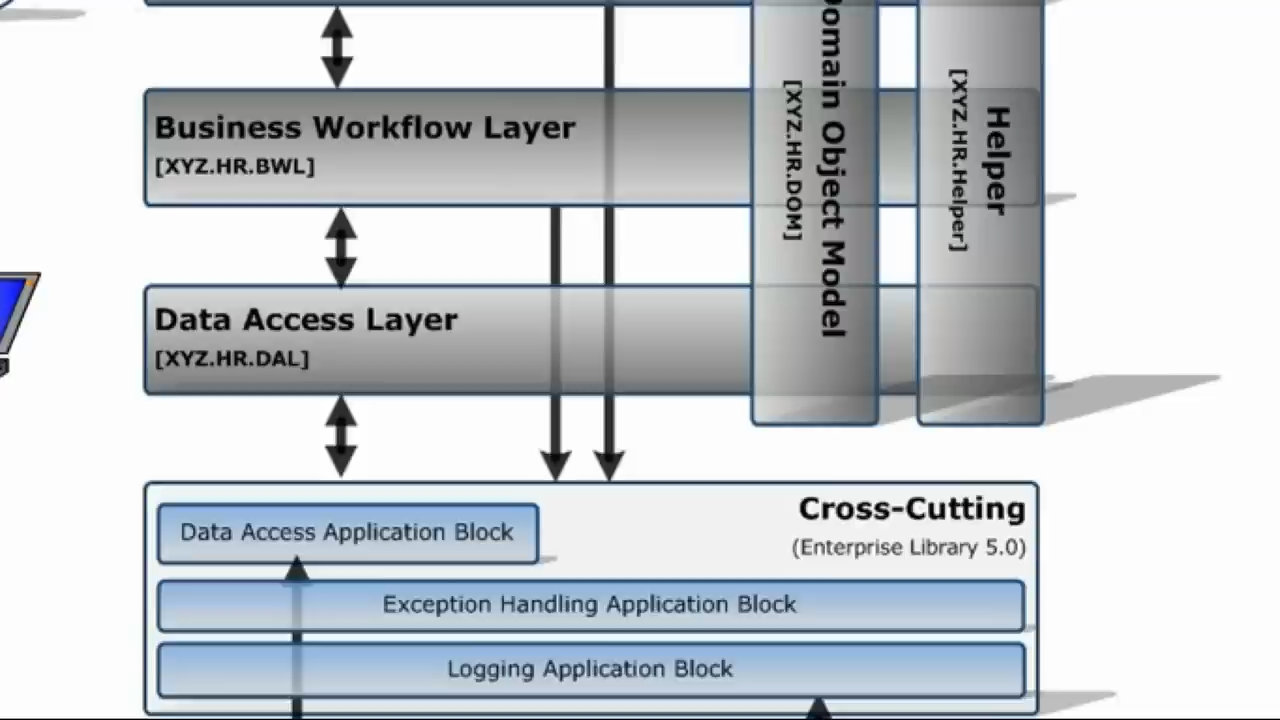 Business Workflow Layer
[XYZ.HR.BWL]
Domain Object Model
[XYZ.HR.DOM]
Helper
[XYZ.HR.Helper]
Data Access Layer
[XYZ.HR.DAL]
Cross-Cutting
(Enterprise Library 5.0)
Data Access Application Block
Exception Handling Application Block
Logging Application Block